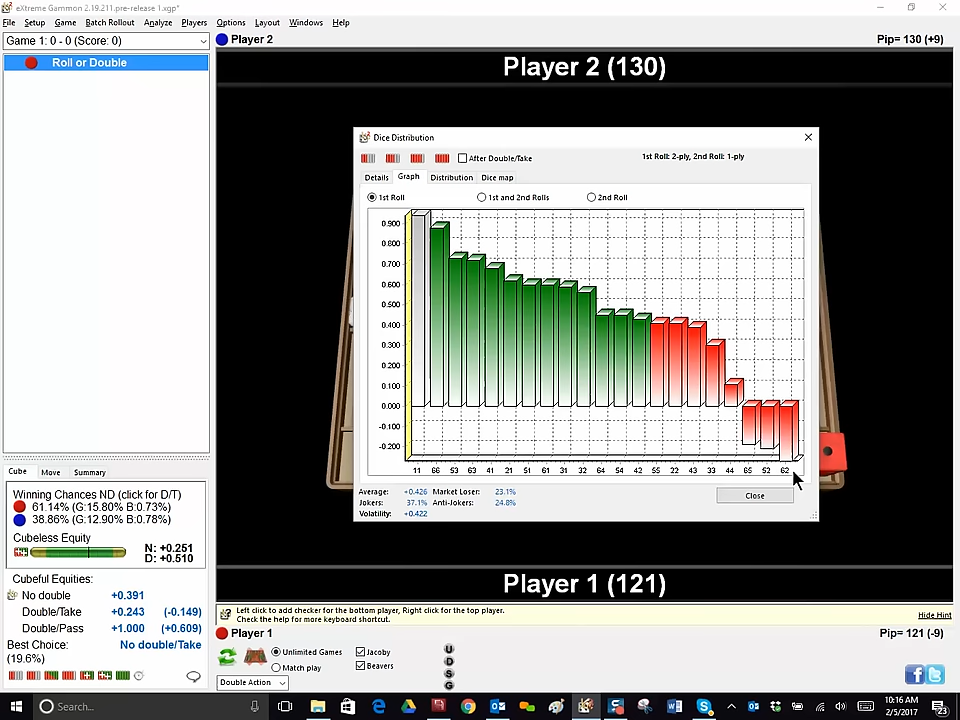 eXtreme Gammon 2.19.211.pre-release 1.xgp*
File Setup Game Batch Rollout Analyze Players Options Layout Windows Help
Game 1: 0 - 0 (Score: 0)
Player 2
Pip= 130 (+9)
Roll or Double
Player 2 (130)
Dice Distribution
After Double/Take
1st Roll: 2-ply, 2nd Roll: 1-ply
Details Graph Distribution Dice map
1st Roll 1st and 2nd Rolls 2nd Roll
0.900
0.800
0.700
0.600
0.500
0.400
0.300
0.200
0.100
0.000
-0.100
-0.200
11 66 53 63 41 21 51 61 31 32 64 54 42 55 22 43 33 44 65 52 62
Average: +0.426 Market Loser: 23.1%
Jokers: 37.1% Anti-Jokers: 24.8%
Volatility: +0.422
Close
Cube Move Summary
Winning Chances ND (click for D/T)
61.14% (G:15.80% B:0.73%)
38.86% (G:12.90% B:0.78%)
Cubeless Equity
N: +0.251
D: +0.510
Cubeful Equities:
No double +0.391
Double/Take +0.243 (-0.149)
Double/Pass +1.000 (+0.609)
Best Choice: No double/Take
(19.6%)
Player 1 (121)
Left click to add checker for the bottom player, Right click for the top player.
Check the help for more keyboard shortcut.
Hide Hint
Player 1
Pip= 121 (-9)
Unlimited Games
Match play
Jacoby
Beavers
Double Action
U
D
S
G
Search...
10:16 AM
2/5/2017
23